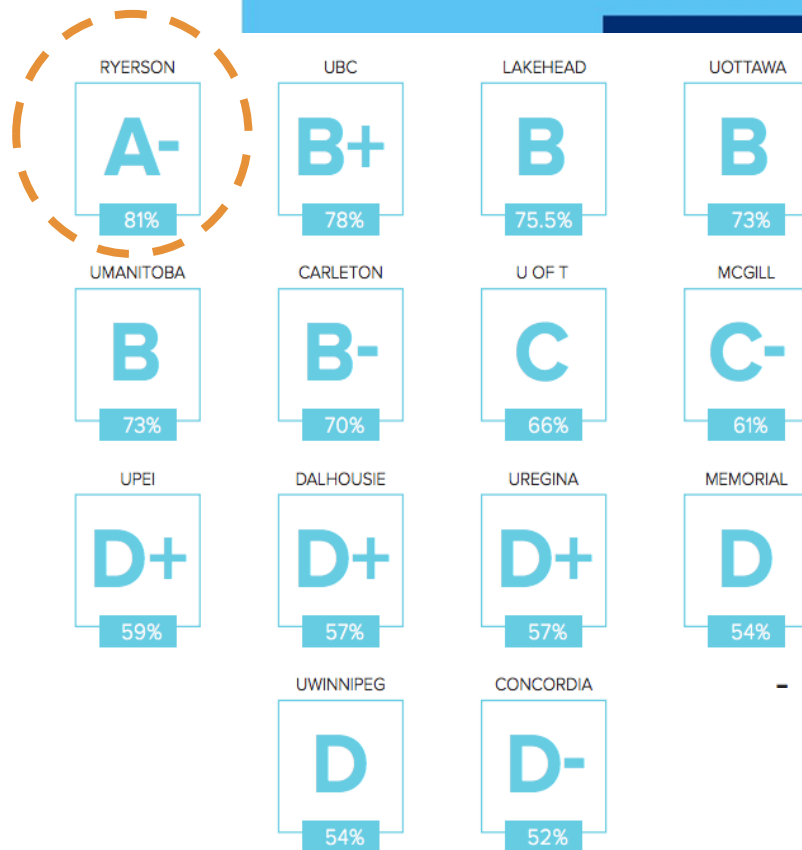 RYERSON UBC LAKEHEAD UOTTAWA
A- B+ B B
81% 78% 75.5% 73%
UMANITOBA CARLETON U OF T MCGILL
B B- C C-
73% 70% 66% 61%
UPEI DALHOUSIE UREGINA MEMORIAL
D+ D+ D+ D
59% 57% 57% 54%
UWINNIPEG CONCORDIA -
D D-
54% 52%